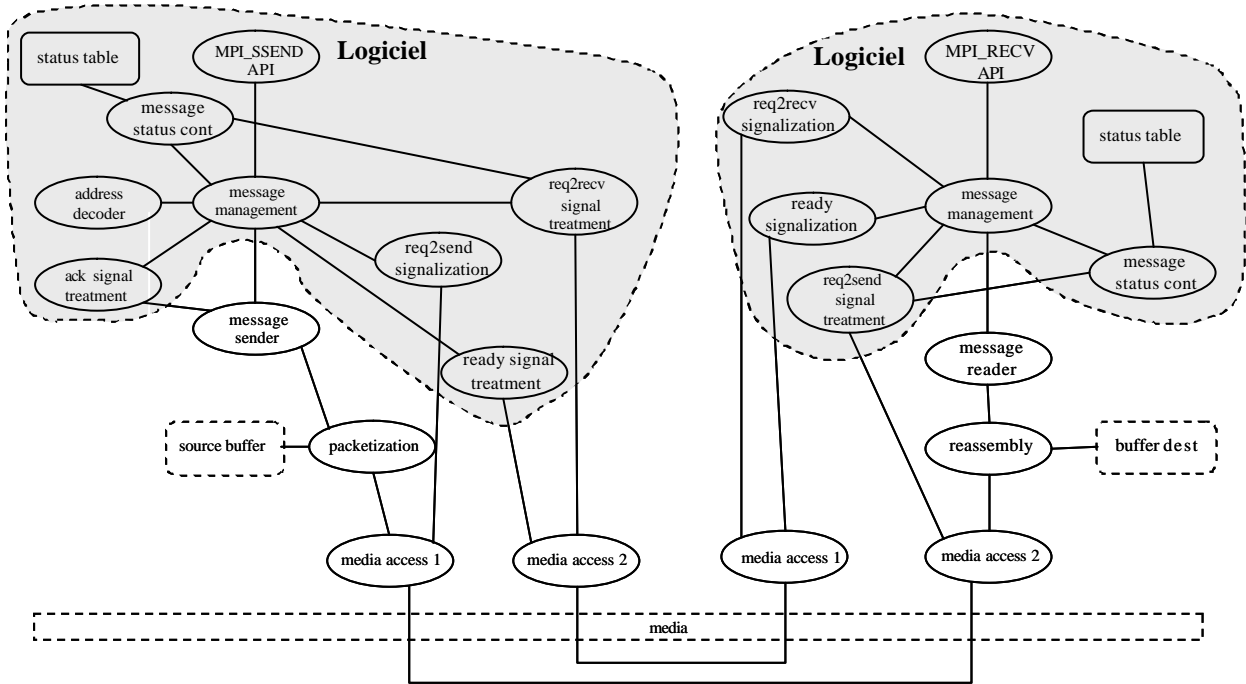 status table
MPI_SSEND
API
Logiciel
message
status cont
address
decoder
message
management
req2recv
signal
treatment
req2send
signalization
ack signal
treatment
message
sender
ready signal
treatment
source buffer
packetization
media access 1
media access 2
Logiciel
MPI_RECV
API
req2recv
signalization
status table
ready
signalization
message
management
req2send
signal
treatment
message
status cont
message
reader
reassembly
buffer dest
media access 1
media access 2
media